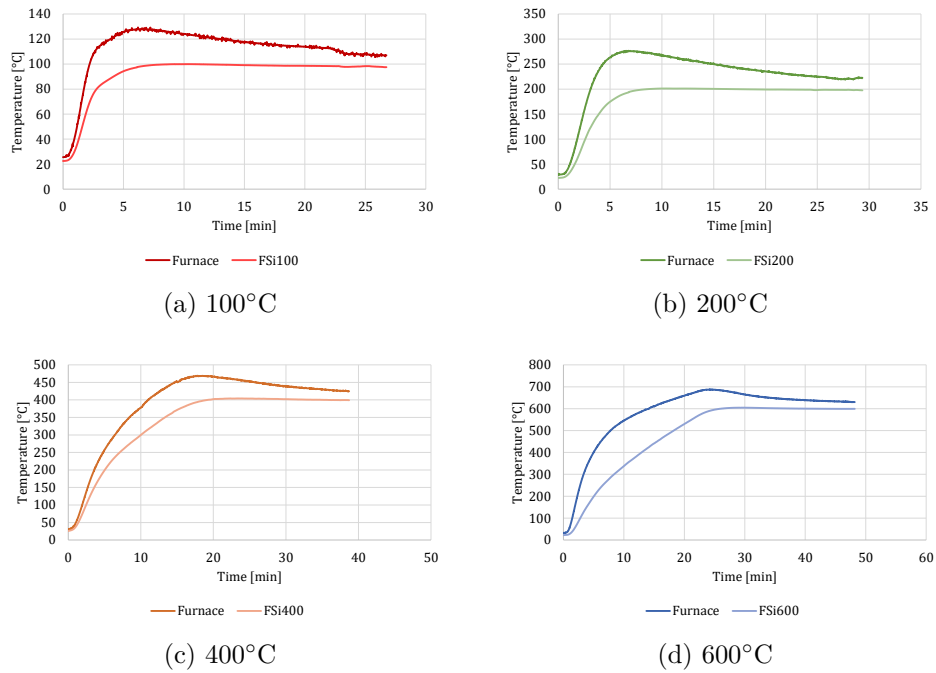 140
120
100
80
60
40
20
0
Temperature [°C]
0 5 10 15 20 25 30
Time [min]
Furnace FSi100
(a) 100°C
350
300
250
200
150
100
50
0
Temperature [°C]
0 5 10 15 20 25 30 35
Time [min]
Furnace FSi200
(b) 200°C
500
450
400
350
300
250
200
150
100
50
0
Temperature [°C]
0 10 20 30 40 50
Time [min]
Furnace FSi400
(c) 400°C
800
700
600
500
400
300
200
100
0
Temperature [°C]
0 10 20 30 40 50 60
Time [min]
Furnace FSi600
(d) 600°C